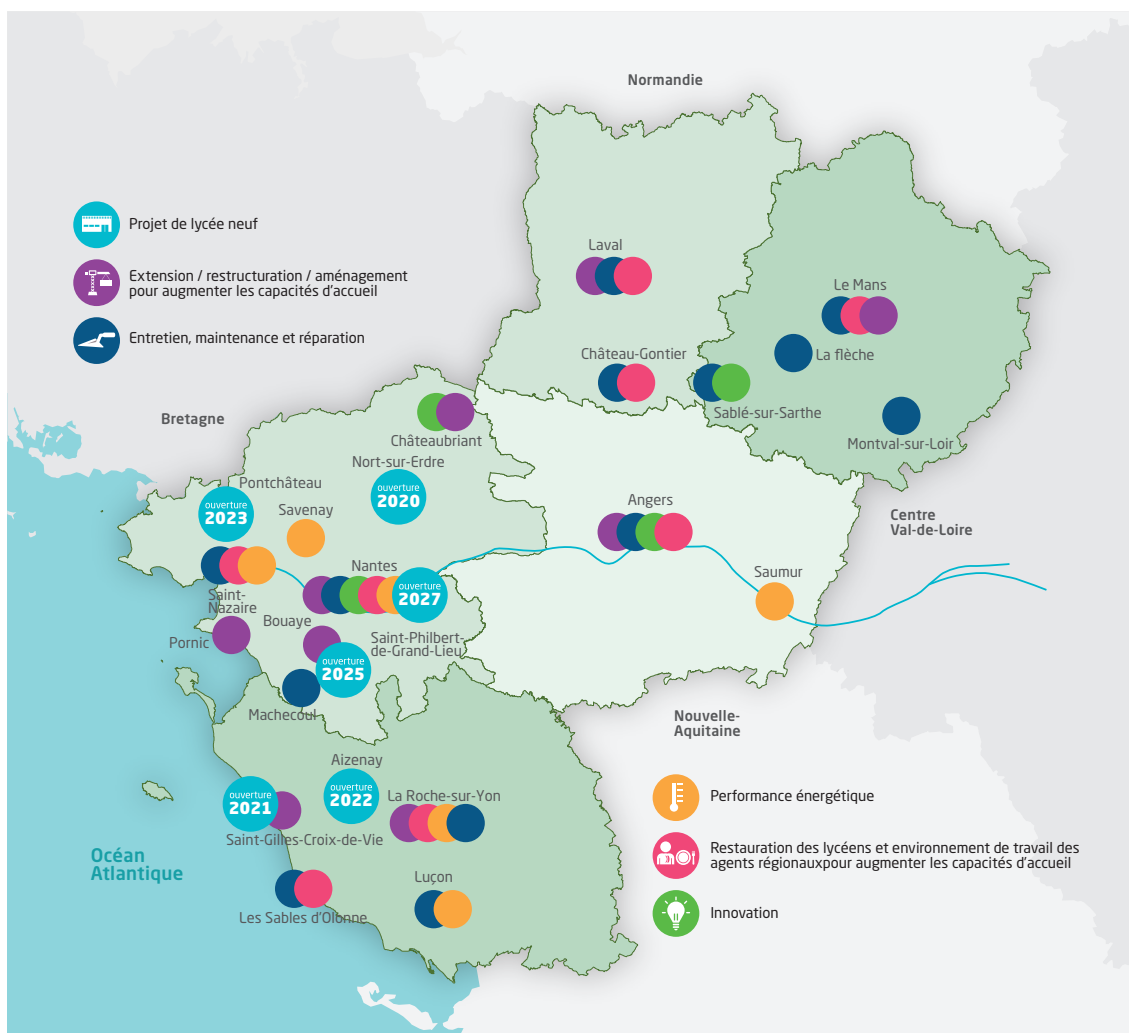 Normandie
Projet de lycée neuf
Extension / restructuration / aménagement
pour augmenter les capacités d'accueil
Entretien, maintenance et réparation
Laval
Le Mans
La flèche
Château-Gontier
Sablé-sur-Sarthe
Montval-sur-Loir
Bretagne
Châteaubriant
Nort-sur-Erdre
ouverture
2020
Pontchâteau
ouverture
2023
Savenay
Angers
Centre
Val-de-Loire
Saumur
Nantes
ouverture
2027
Saint-
Nazaire
Pornic
Bouaye
Saint-Philbert-
de-Grand-Lieu
ouverture
2025
Machecoul
Nouvelle-
Aquitaine
Aizenay
ouverture
2022
ouverture
2021
Saint-Gilles-Croix-de-Vie
La Roche-sur-Yon
Océan
Atlantique
Les Sables d'Olonne
Luçon
Performance énergétique
Restauration des lycéens et environnement de travail des
agents régionauxpour augmenter les capacités d'accueil
Innovation